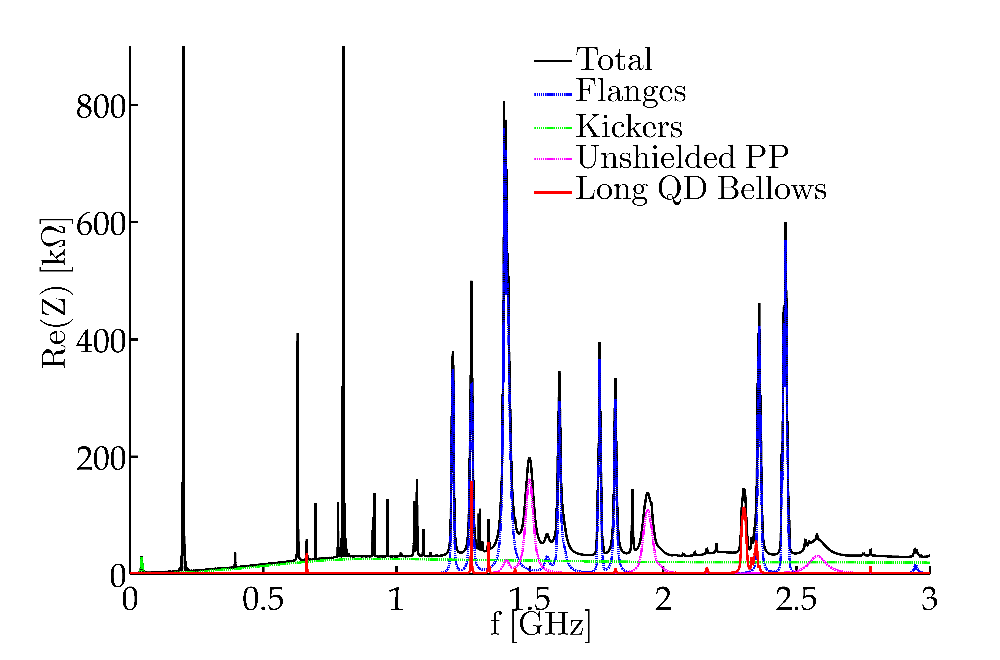 Total
Flanges
Kickers
Unshielded PP
Long QD Bellows
Re(Z) [kΩ]
800
600
400
200
0
0 0.5 1 1.5 2 2.5 3
f [GHz]